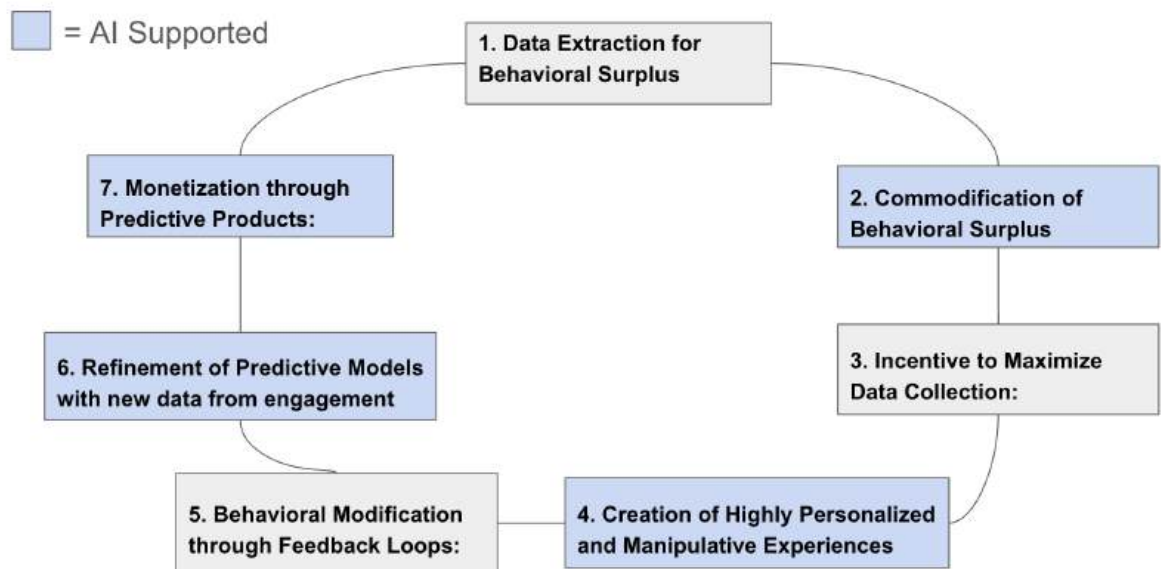 = AI Supported
1. Data Extraction for
Behavioral Surplus
2. Commodification of
Behavioral Surplus
3. Incentive to Maximize
Data Collection:
4. Creation of Highly Personalized
and Manipulative Experiences
5. Behavioral Modification
through Feedback Loops:
6. Refinement of Predictive Models
with new data from engagement
7. Monetization through
Predictive Products: